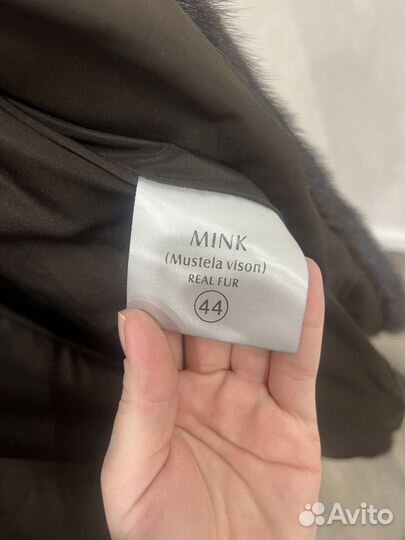 MINK
(Mustela vison)
REAL FUR
44
Avito